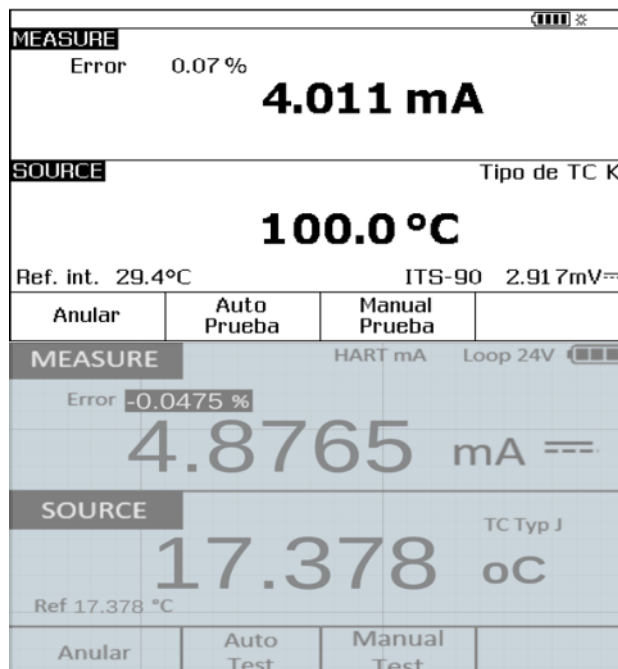 MEASURE
Error 0.07 %
4.011 mA
SOURCE
Tipo de TC K
100.0 °C
Ref. int. 29.4°C ITS-90 2.917mV
Anular Auto Prueba Manual Prueba
MEASURE HART mA Loop 24V
Error -0.0475 %
4.8765 mA
SOURCE
TC Typ J
17.378 oC
Ref 17.378 °C
Anular Auto Test Manual Test